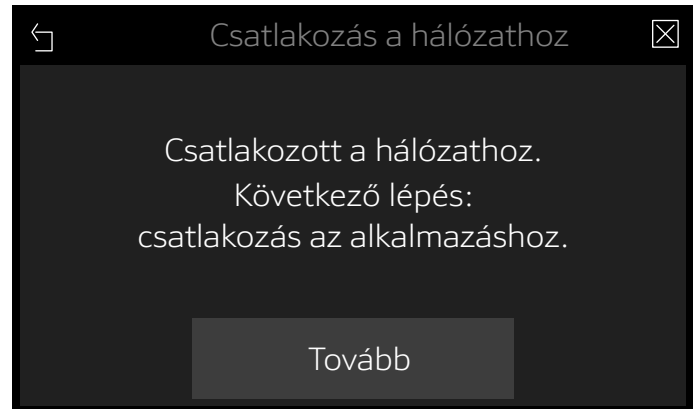 Csatlakozás a hálózathoz
Csatlakozott a hálózathoz.
Következő lépés:
csatlakozás az alkalmazáshoz.
Tovább